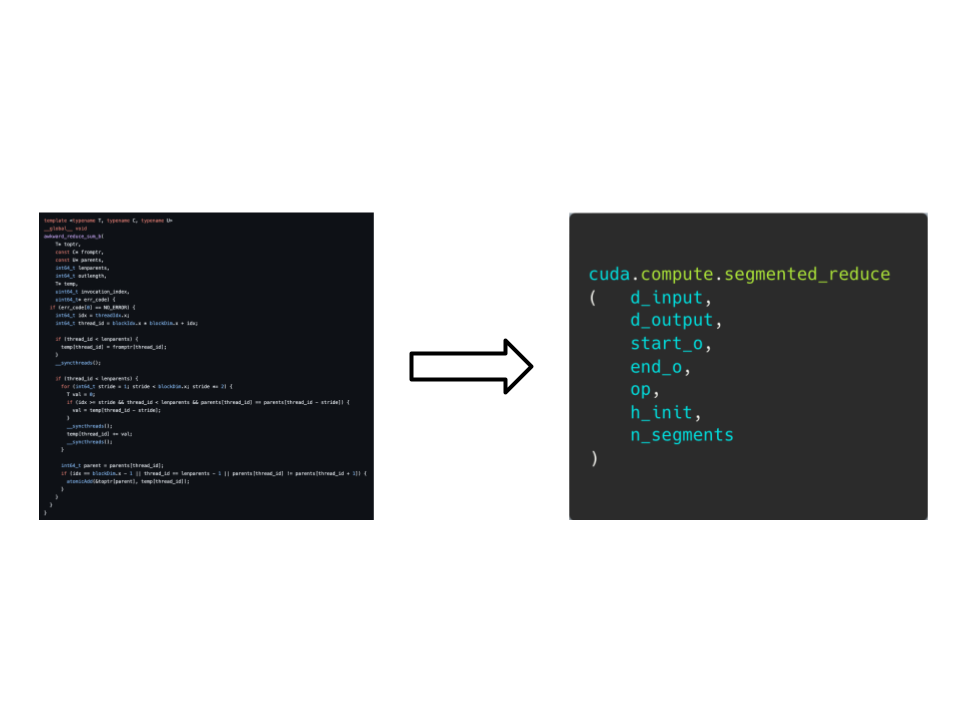 template <typename T, typename C, typename U>
__global__ void
awkward_reduce_sum_b(
T* toptr,
const C* fromptr,
const U* parents,
int64_t lenparents,
int64_t outlength,
T* temp,
uint64_t invocation_index,
uint64_t* err_code) {
if (err_code[0] == NO_ERROR) {
int64_t idx = threadIdx.x;
int64_t thread_id = blockIdx.x * blockDim.x + idx;
if (thread_id < lenparents) {
temp[thread_id] = fromptr[thread_id];
}
__syncthreads();
if (thread_id < lenparents) {
for (int64_t stride = 1; stride < blockDim.x; stride *= 2) {
T val = 0;
if (idx >= stride && thread_id < lenparents && parents[thread_id] == parents[thread_id - stride]) {
val = temp[thread_id - stride];
}
__syncthreads();
temp[thread_id] += val;
__syncthreads();
}
int64_t parent = parents[thread_id];
if (idx == blockDim.x - 1 || thread_id == lenparents - 1 || parents[thread_id] != parents[thread_id + 1]) {
atomicAdd(&toptr[parent], temp[thread_id]);
}
}
}
}
cuda.compute.segmented_reduce
( d_input,
d_output,
start_o,
end_o,
op,
h_init,
n_segments
)